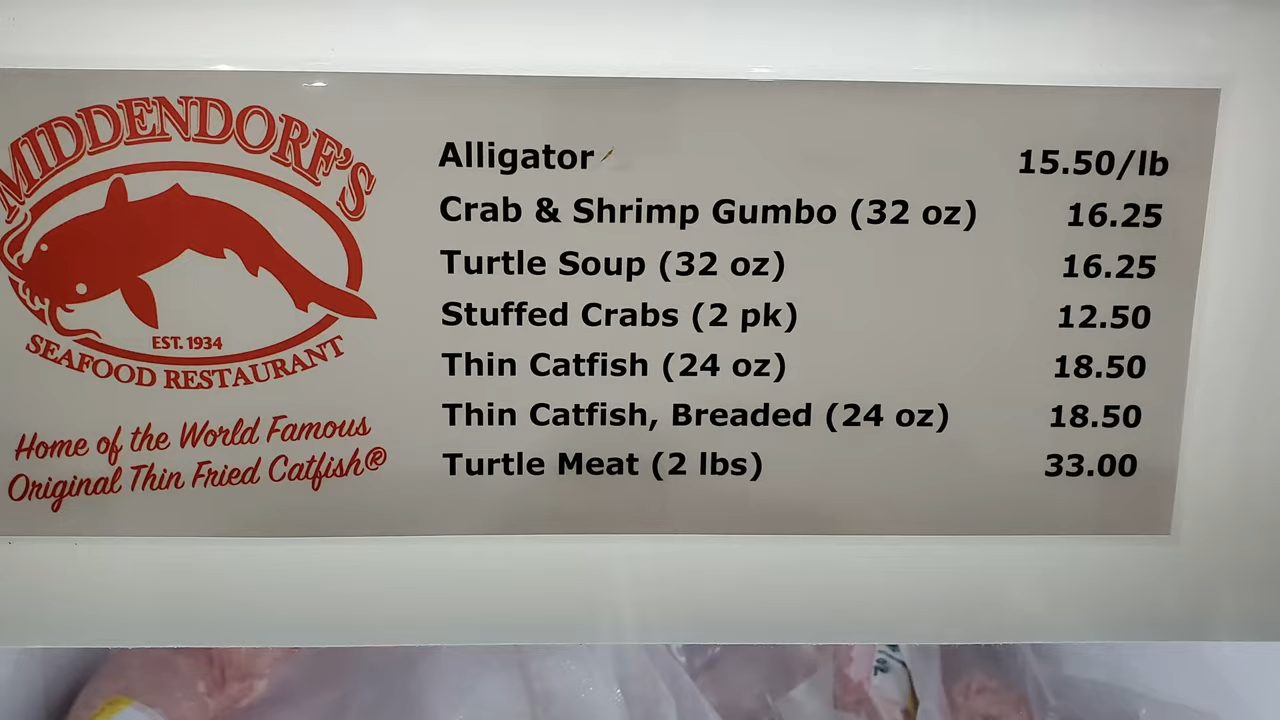 MIDDENDORF'S
EST. 1934
SEAFOOD RESTAURANT
Home of the World Famous
Original Thin Fried Catfish®
Alligator 15.50/lb
Crab & Shrimp Gumbo (32 oz) 16.25
Turtle Soup (32 oz) 16.25
Stuffed Crabs (2 pk) 12.50
Thin Catfish (24 oz) 18.50
Thin Catfish, Breaded (24 oz) 18.50
Turtle Meat (2 lbs) 33.00